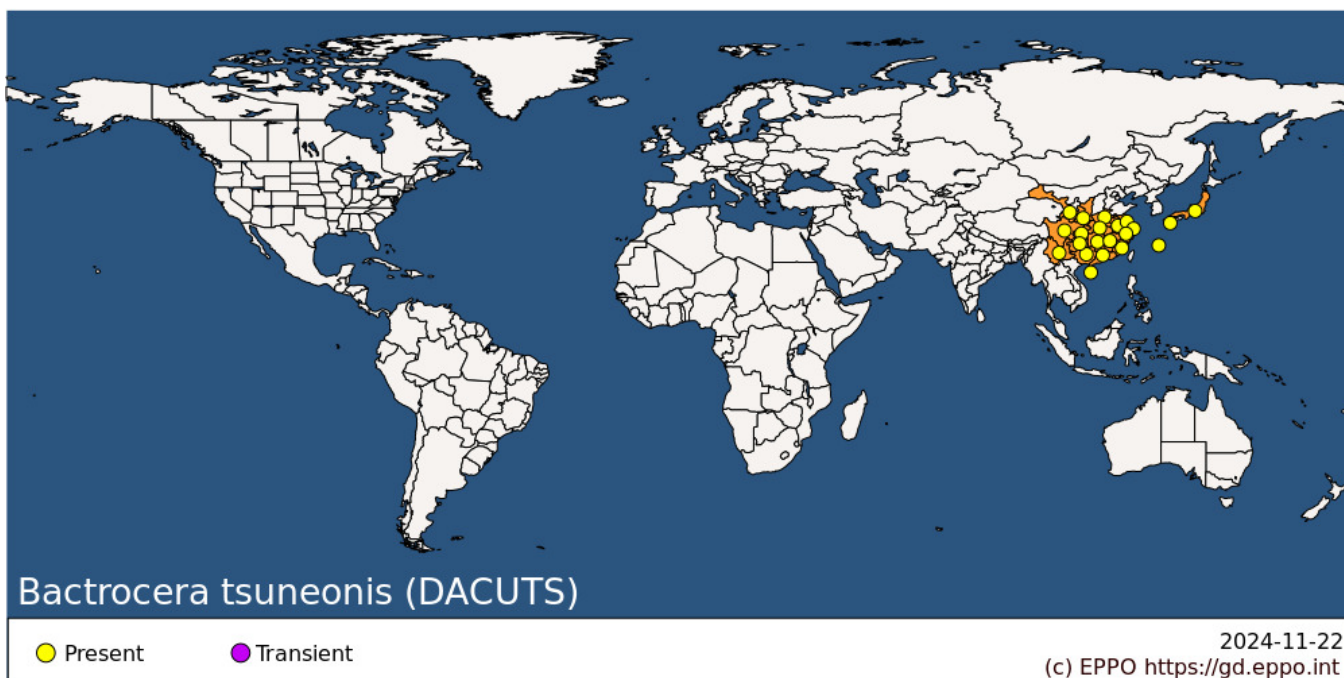 Bactrocera tsuneonis (DACUTS)
Present
Transient
2024-11-22
(c) EPPO https://gd.eppo.int